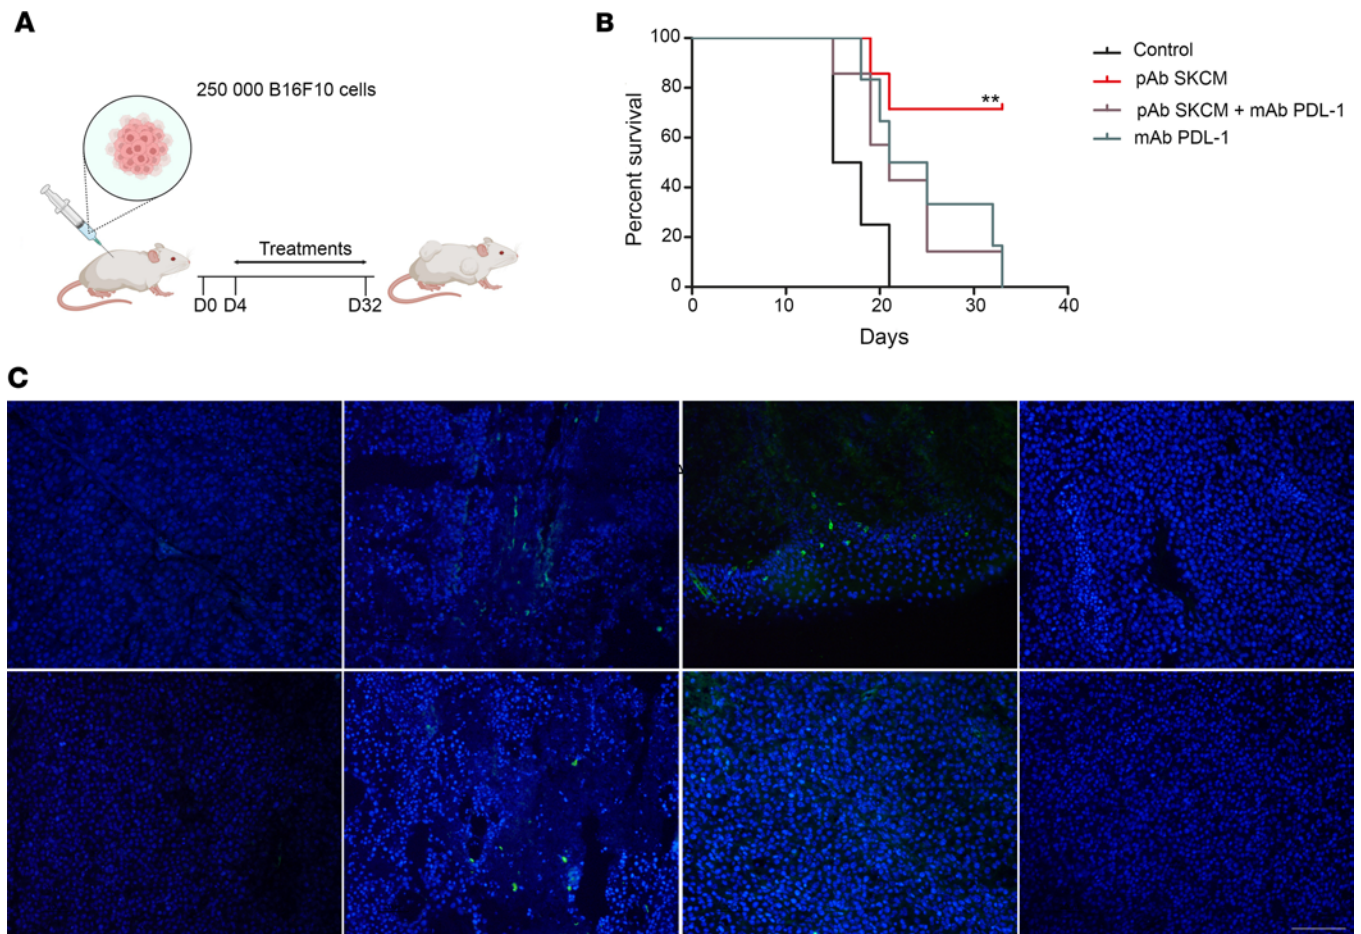 A
250 000 B16F10 cells
Treatments
D0 D4 D32
B
Percent survival
100
80
60
40
20
0
0 10 20 30 40
Days
**
Control
pAb SKCM
pAb SKCM + mAb PDL-1
mAb PDL-1
C